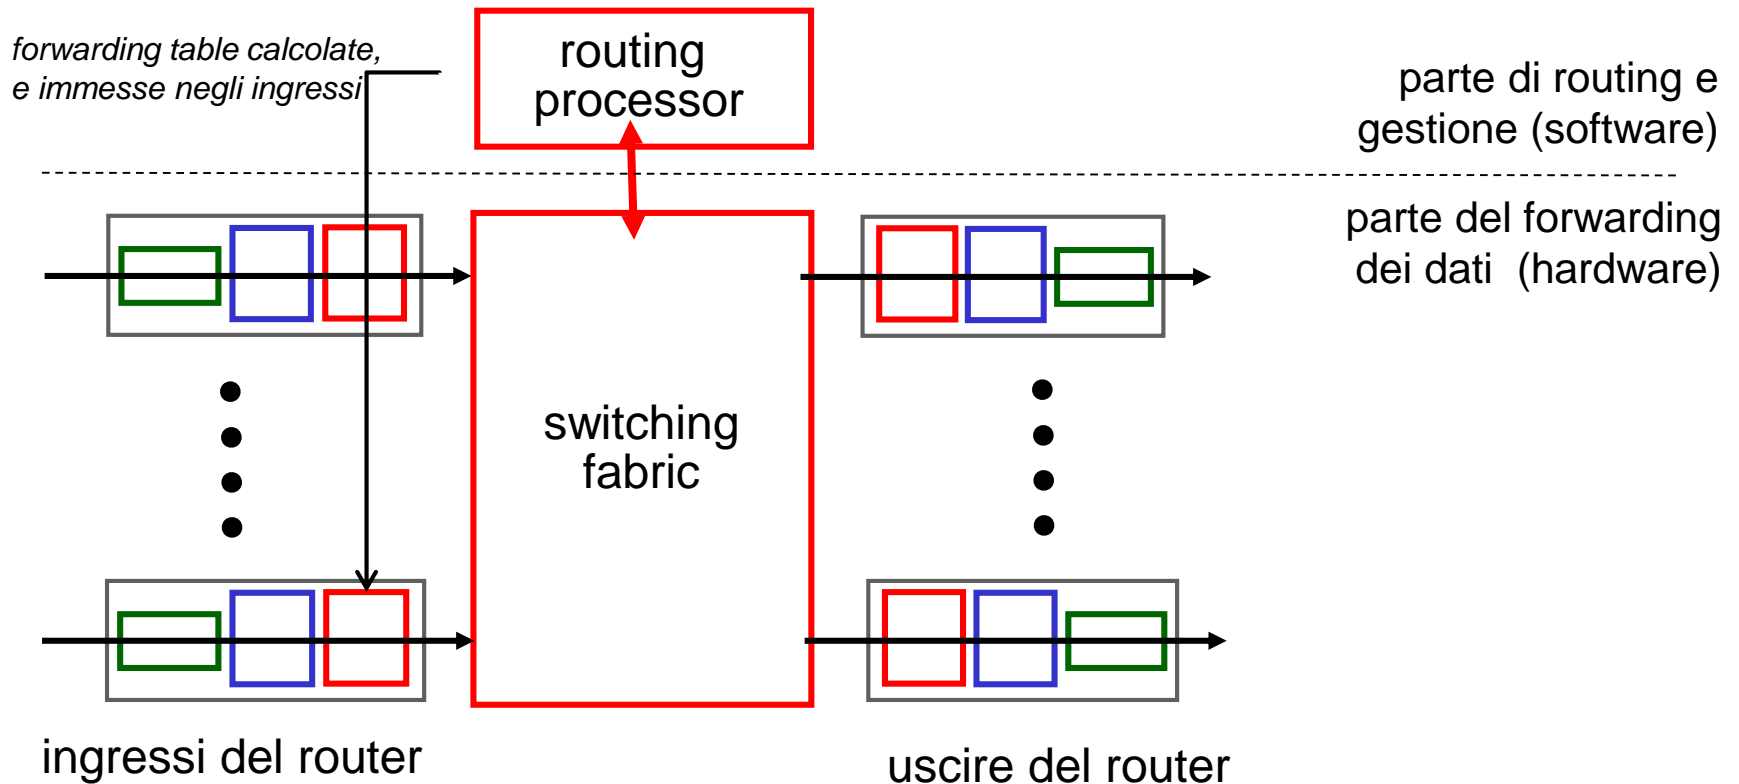 forwarding table calcolate,
e immesse negli ingressi
routing
processor
parte di routing e
gestione (software)
parte del forwarding
dei dati (hardware)
switching
fabric
ingressi del router
uscire del router